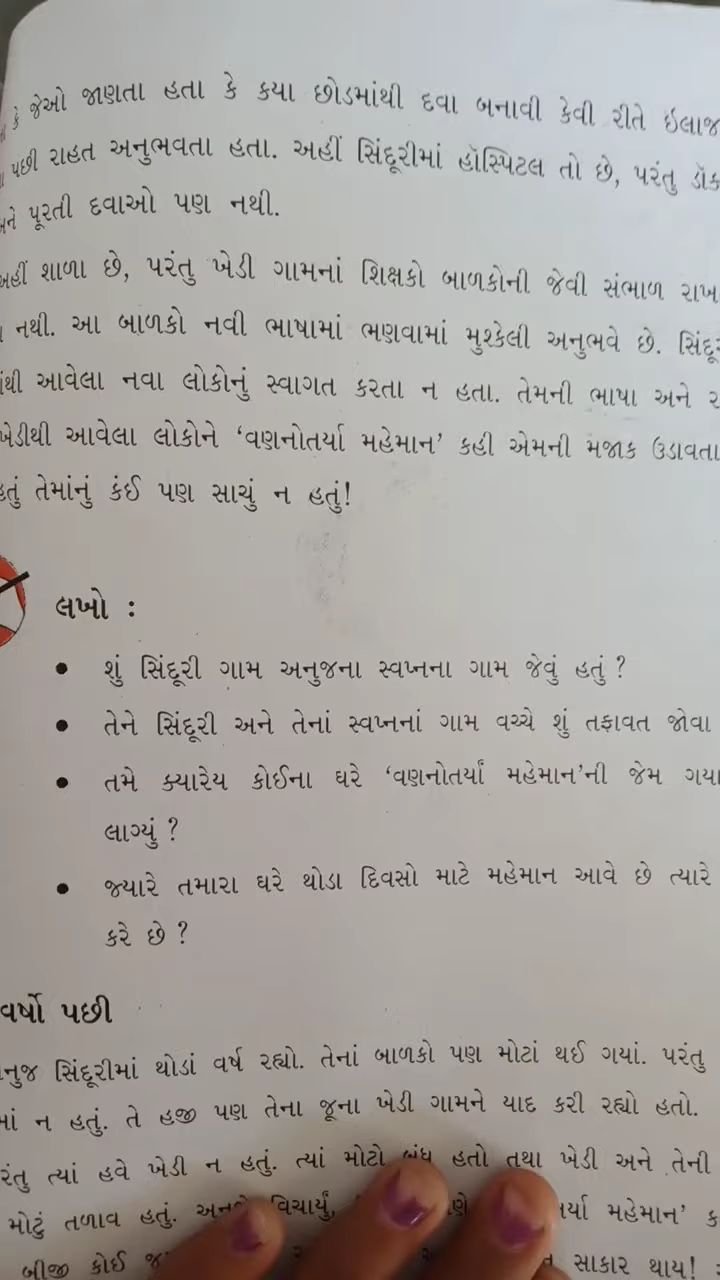 કે જેઓ જાણતા હતા કે કયા છોડમાંથી દવા બનાવી કેવી રીતે ઇલાજ
પછી રાહત અનુભવતા હતા. અહીં સિંદૂરીમાં હૉસ્પિટલ તો છે, પરંતુ ડૉક
પૂરતી દવાઓ પણ નથી.
અહીં શાળા છે, પરંતુ ખેડી ગામનાં શિક્ષકો બાળકોની જેવી સંભાળ રાખ
નથી. આ બાળકો નવી ભાષામાં ભણવામાં મુશ્કેલી અનુભવે છે. સિંદૂર
આવેલા નવા લોકોનું સ્વાગત કરતા ન હતા. તેમની ભાષા અને ર
ખેડીથી આવેલા લોકોને ‘વણનોતર્યા મહેમાન’ કહી એમની મજાક ઉડાવતા
તેમાંનું કંઈ પણ સાચું ન હતું!
લખો :
• શું સિંદૂરી ગામ અનુજના સ્વપ્નના ગામ જેવું હતું ?
• તેને સિંદૂરી અને તેનાં સ્વપ્નનાં ગામ વચ્ચે શું તફાવત જોવા
• તમે ક્યારેય કોઈના ઘરે ‘વણનોતર્યાં મહેમાન’ની જેમ ગયા
લાગ્યું ?
• જ્યારે તમારા ઘરે થોડા દિવસો માટે મહેમાન આવે છે ત્યારે
કરે છે ?
વર્ષો પછી
નુજ સિંદૂરીમાં થોડાં વર્ષ રહ્યો. તેનાં બાળકો પણ મોટાં થઈ ગયાં. પરંતુ
માં ન હતું. તે હજી પણ તેના જૂના ખેડી ગામને યાદ કરી રહ્યો હતો.
રંતુ ત્યાં હવે ખેડી ન હતું. ત્યાં મોટો બંધ હતો તથા ખેડી અને તેની
મોટું તળાવ હતું. વિચાર્યું, ર્યા મહેમાન’ ક
બીજી કોઈ સાકાર થાય!